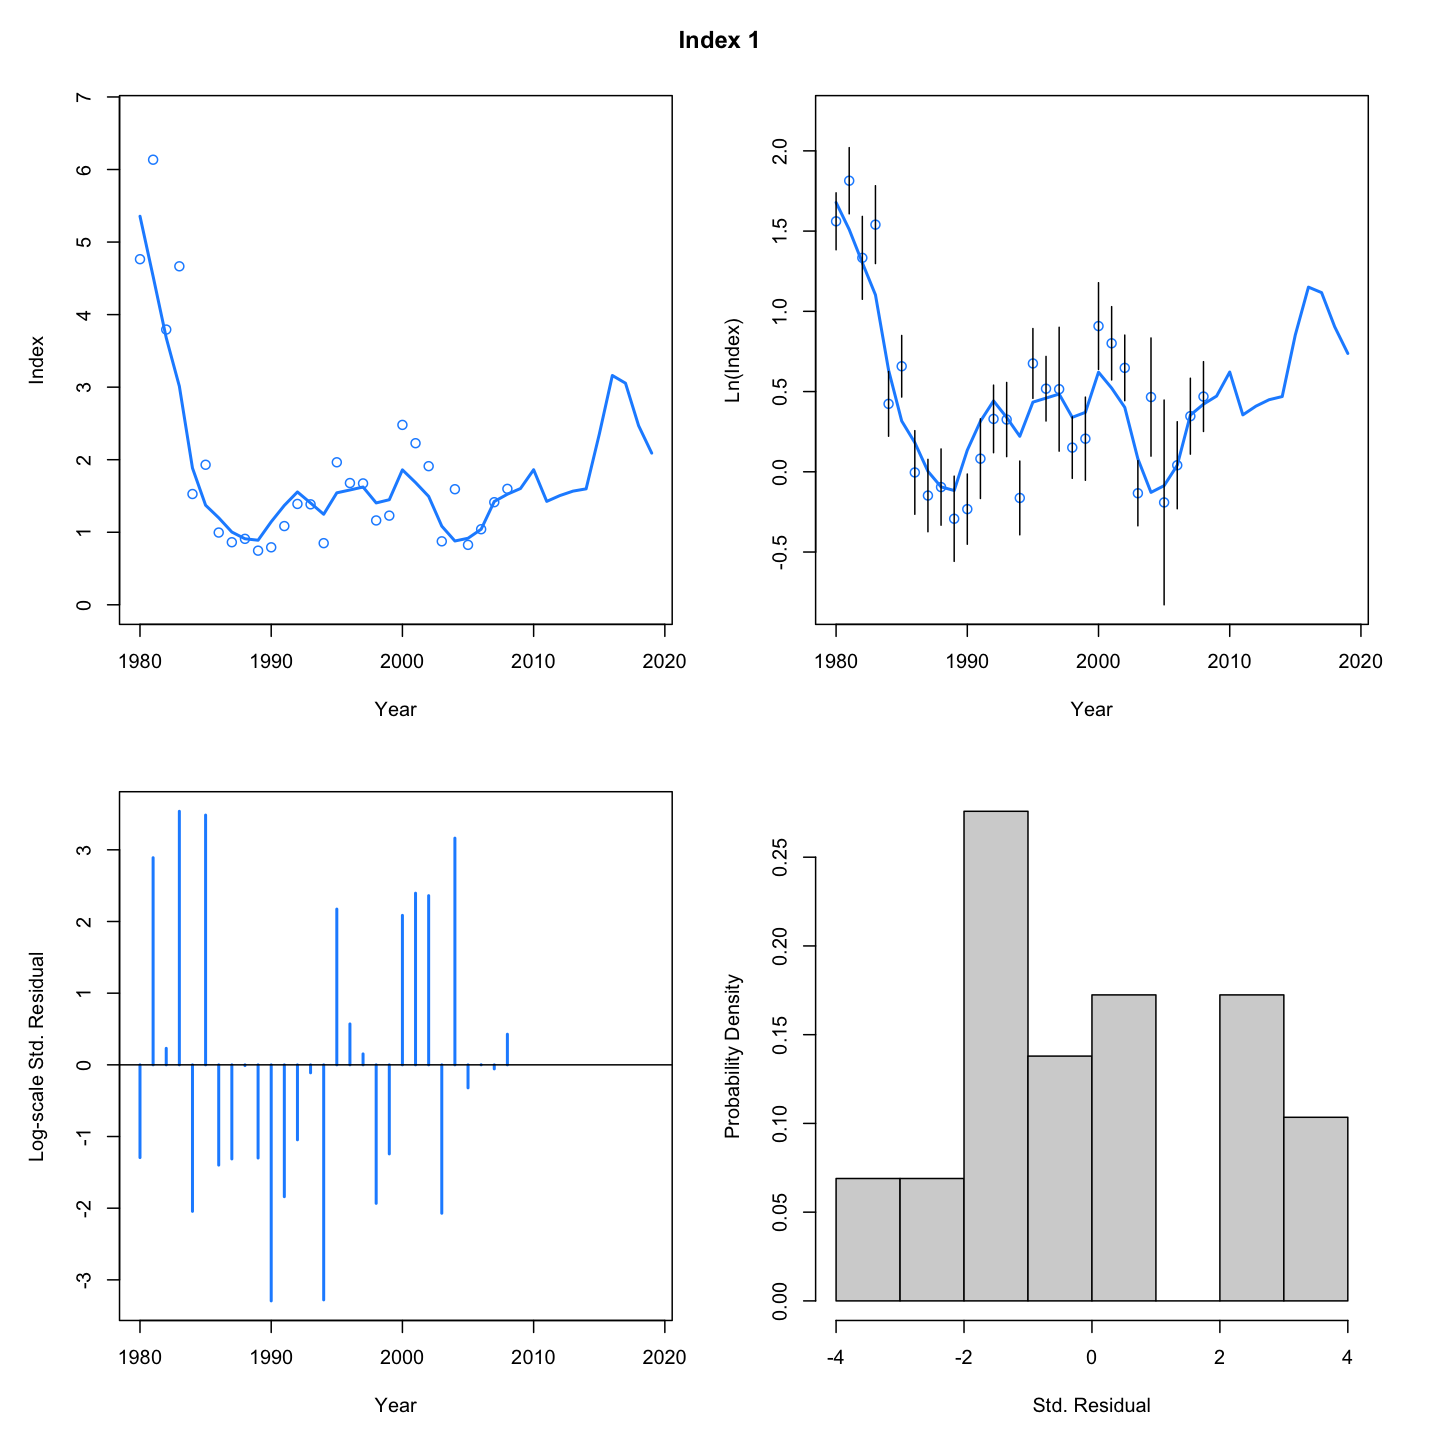 Index 1
Index
7
6
5
4
3
2
1
0
1980 1990 2000 2010 2020
Year
Ln(Index)
2.0
1.5
1.0
0.5
0.0
-0.5
1980 1990 2000 2010 2020
Year
Log-scale Std. Residual
3
2
1
0
-1
-2
-3
1980 1990 2000 2010 2020
Year
Probability Density
0.25
0.20
0.15
0.10
0.05
0.00
-4 -2 0 2 4
Std. Residual